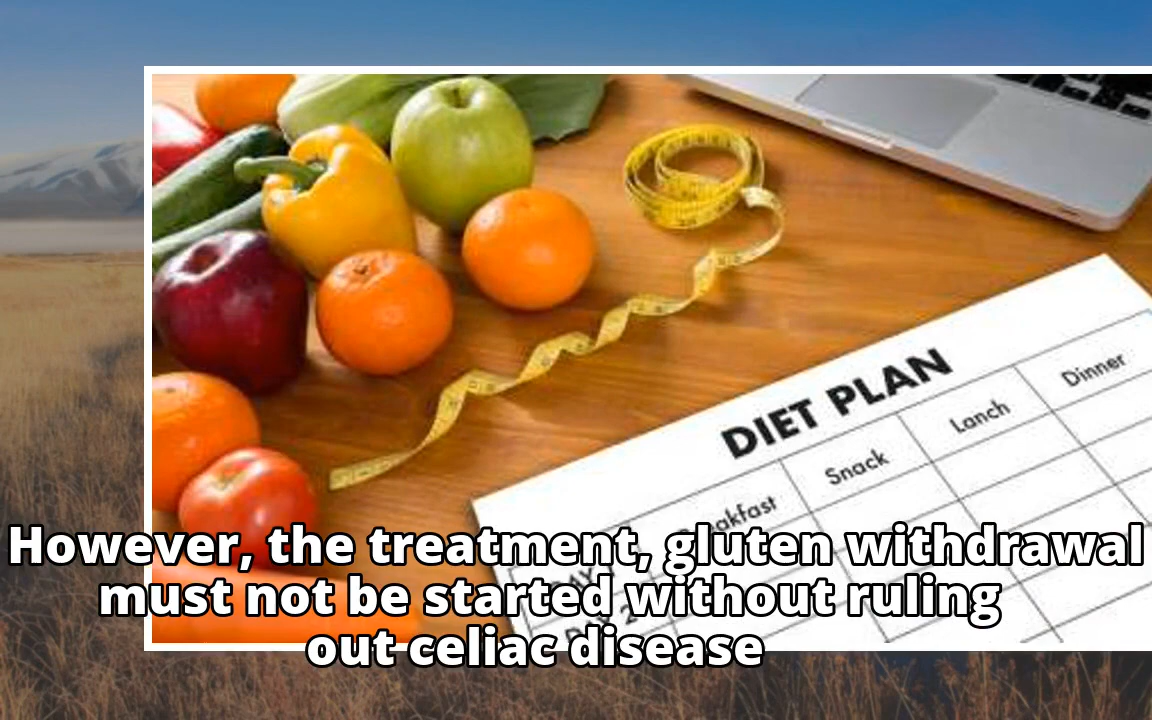 DIET PLAN
Snack
Lanch
Dinner
However, the treatment, gluten withdrawal
must not be started without ruling
out celiac disease